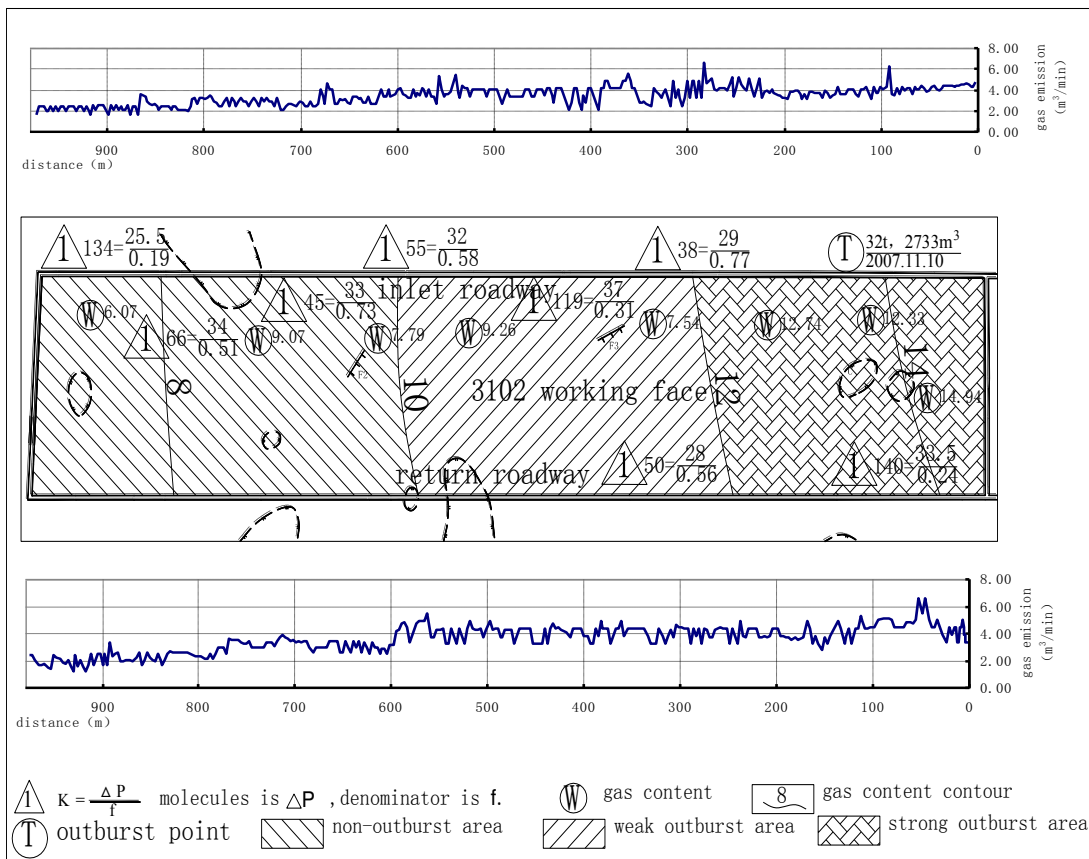 8.00
6.00
4.00
2.00
0.00
gas emission
(m³/min)
900 800 700 600 500 400 300 200 100 0
distance (m)
1 134=25.5/0.19
1 55=32/0.58
1 38=29/0.77
T 32t, 2733m³
2007.11.10
1 45=33/0.73
inlet roadway
1 119=37/0.31
W 6.07
1 66=34/0.51
W 9.07
W 7.79
W 9.26
W 7.54
W 12.74
W 12.33
F2
F3
8
10
3102 working face
12
14
W 14.94
return roadway
1 50=28/0.56
1 140=33.5/0.24
8.00
6.00
4.00
2.00
0.00
gas emission
(m³/min)
900 800 700 600 500 400 300 200 100 0
distance (m)
1 K=△P/f molecules is △P ,denominator is f.
W gas content
8 gas content contour
T outburst point
non-outburst area
weak outburst area
strong outburst area